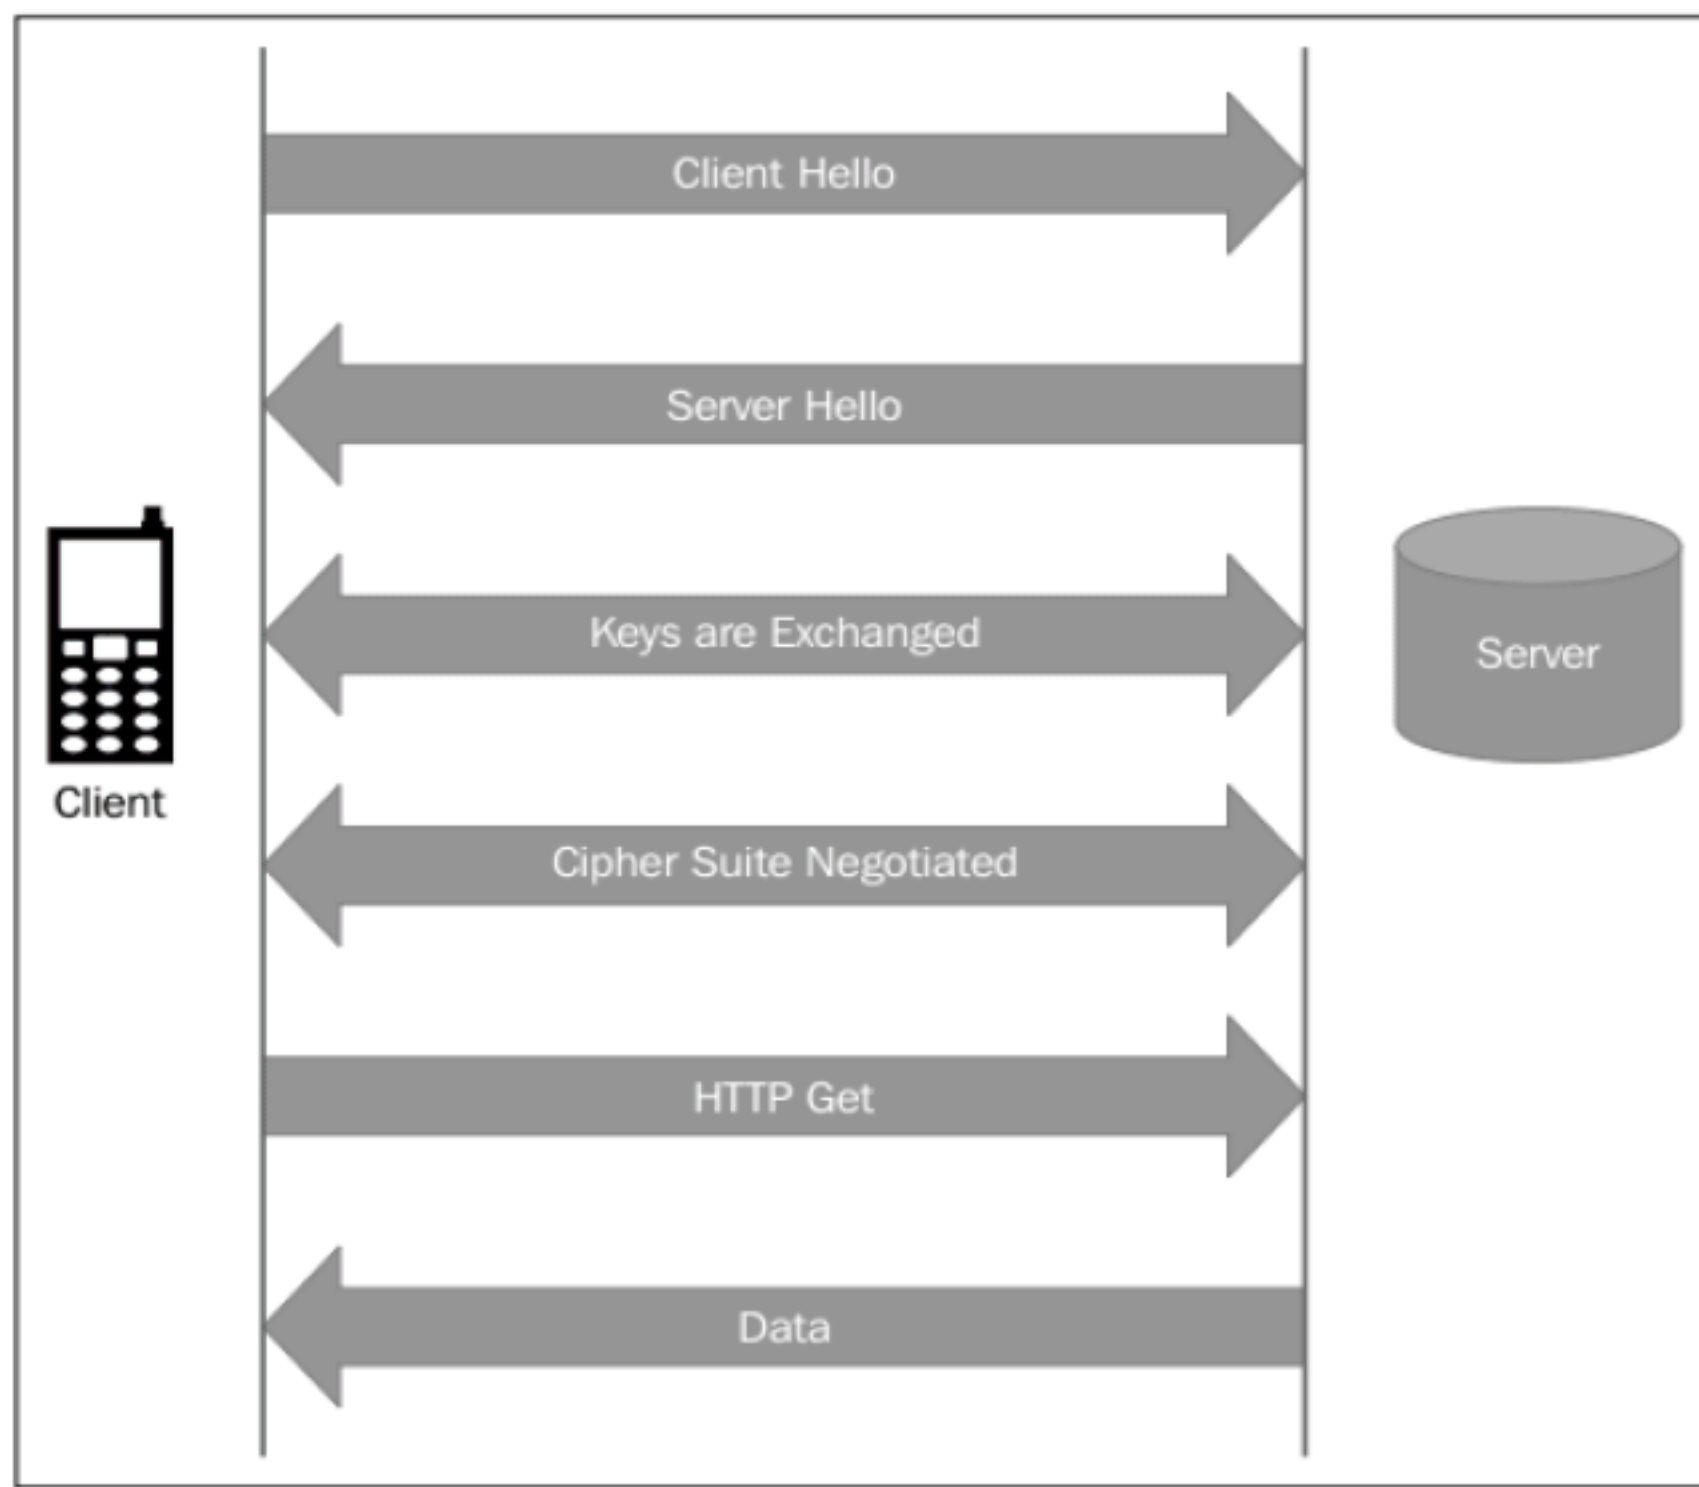 Client Hello
Server Hello
Keys are Exchanged
Server
Client
Cipher Suite Negotiated
HTTP Get
Data